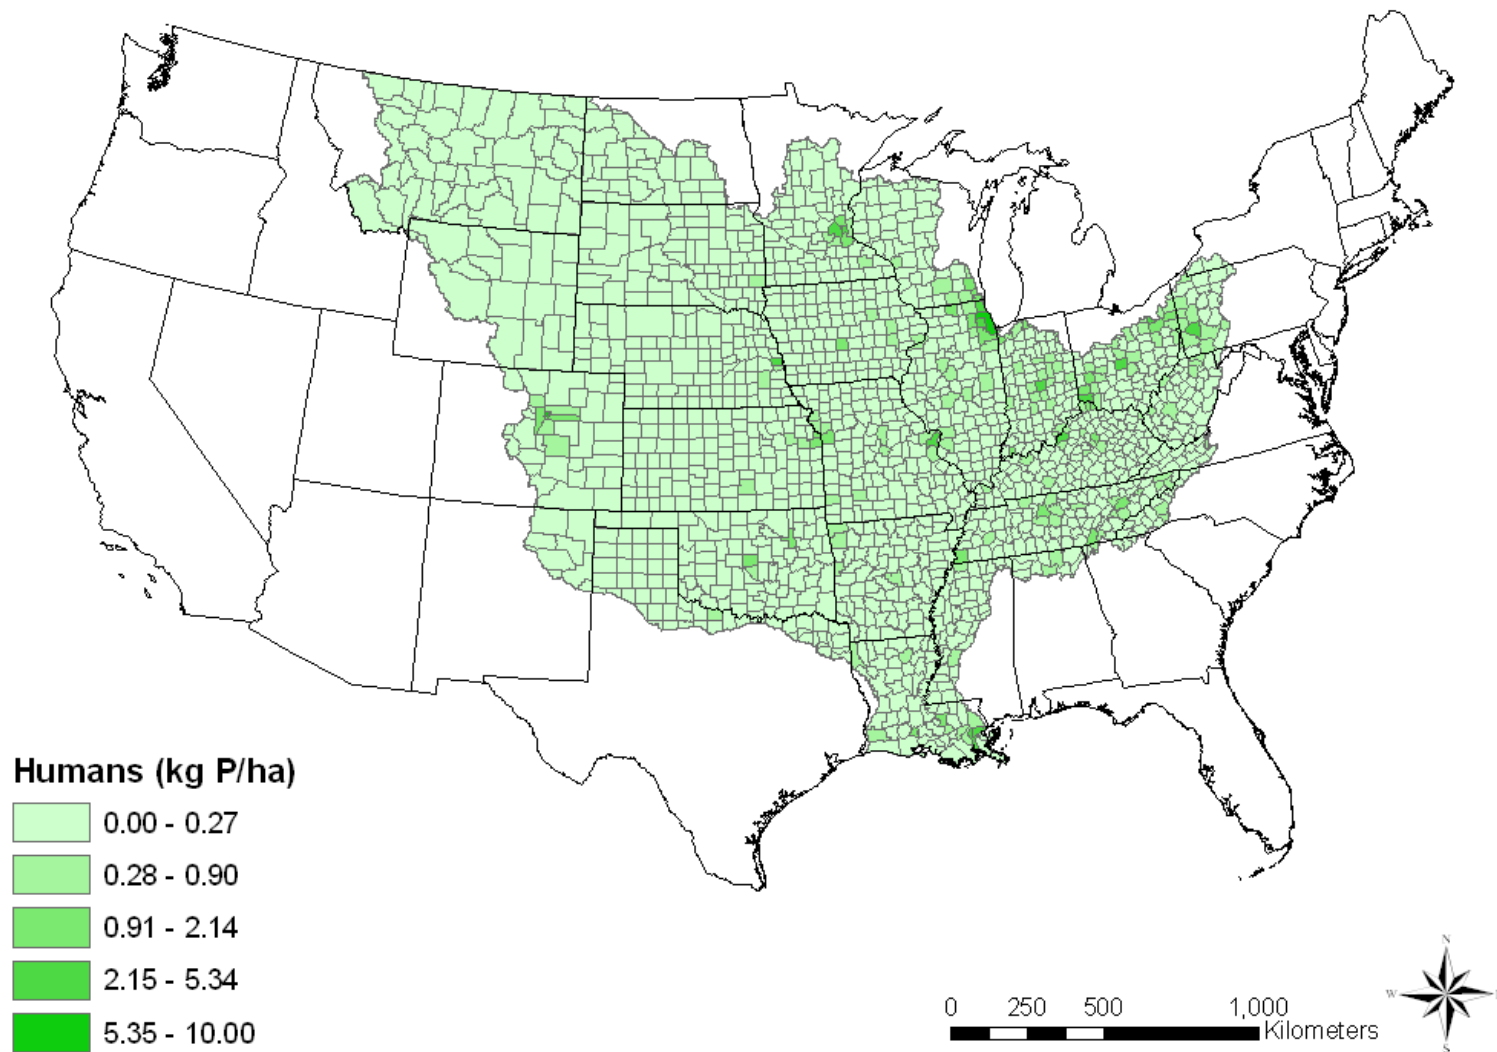 Humans (kg P/ha)
0.00 - 0.27
0.28 - 0.90
0.91 - 2.14
2.15 - 5.34
5.35 - 10.00
0 250 500 1,000
Kilometers
N
W
S